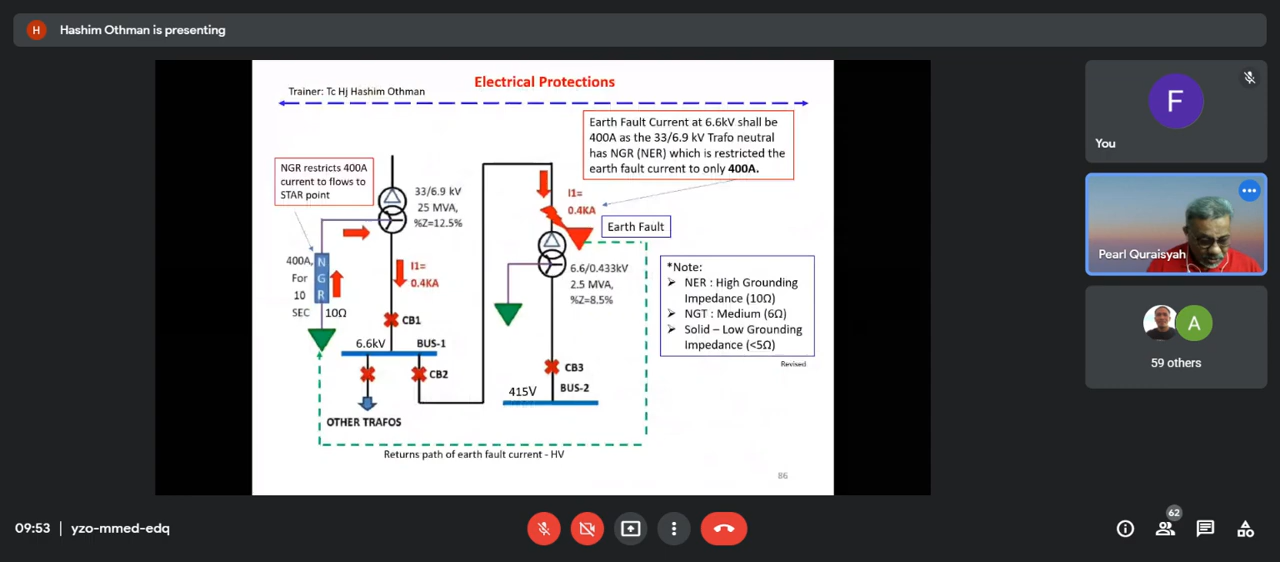 H
Hashim Othman is presenting
Electrical Protections
Trainer: Tc Hj Hashim Othman
Earth Fault Current at 6.6kV shall be
400A as the 33/6.9 kV Trafo neutral
has NGR (NER) which is restricted the
earth fault current to only 400A.
NGR restricts 400A
current to flows to
STAR point
33/6.9 kV
25 MVA,
%Z=12.5%
I1=
0.4KA
Earth Fault
400A,
For
10
SEC
N
G
R
10Ω
I1=
0.4KA
6.6/0.433kV
2.5 MVA,
%Z=8.5%
*Note:
➢ NER : High Grounding
Impedance (10Ω)
➢ NGT : Medium (6Ω)
➢ Solid – Low Grounding
Impedance (<5Ω)
Revised
CB1
6.6kV
BUS-1
CB2
CB3
415V
BUS-2
OTHER TRAFOS
Returns path of earth fault current - HV
86
F
You
Pearl Quraisyah
A
59 others
09:53 | yzo-mmed-edq
62